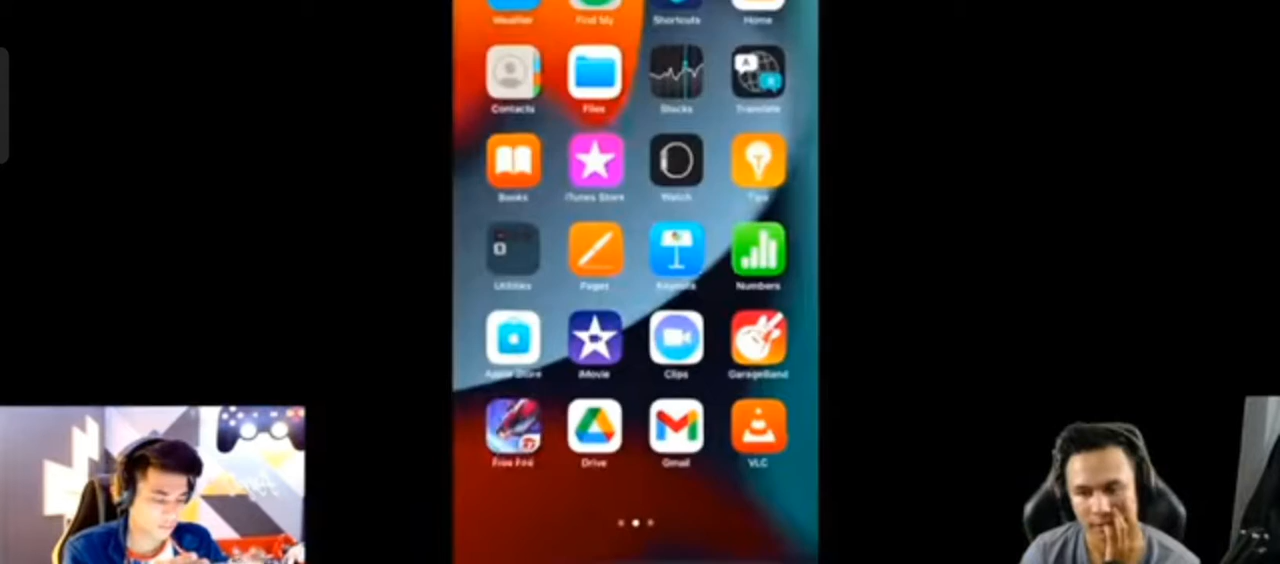 Weather Find My Shortcuts Home
Contacts Files Stocks Translate
Books iTunes Store Watch Tips
Utilities Pages Keynote Numbers
Apple Store iMovie Clips GarageBand
Free Fire Drive Gmail VLC